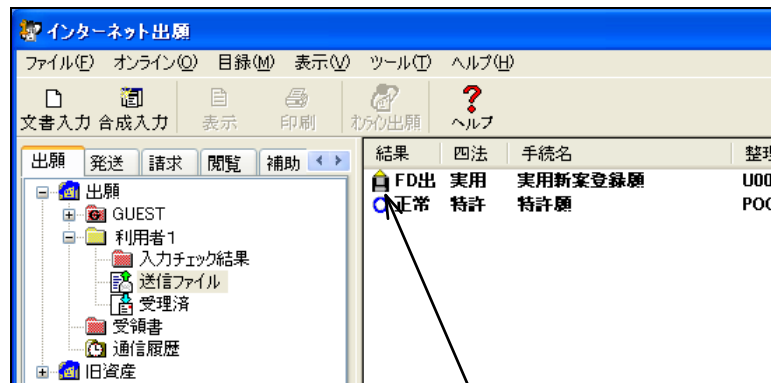 インターネット出願
ファイル(F) オンライン(O) 目録(M) 表示(V) ツール(T) ヘルプ(H)
文書入力 合成入力 表示 印刷 オンライン出願 ヘルプ
出願 発送 請求 閲覧 補助
結果 四法 手続名 整理
FD出 実用 実用新案登録願 U00
正常 特許 特許願 POC
出願
GUEST
利用者1
入力チェック結果
送信ファイル
受理済
受領書
通信履歴
旧資産